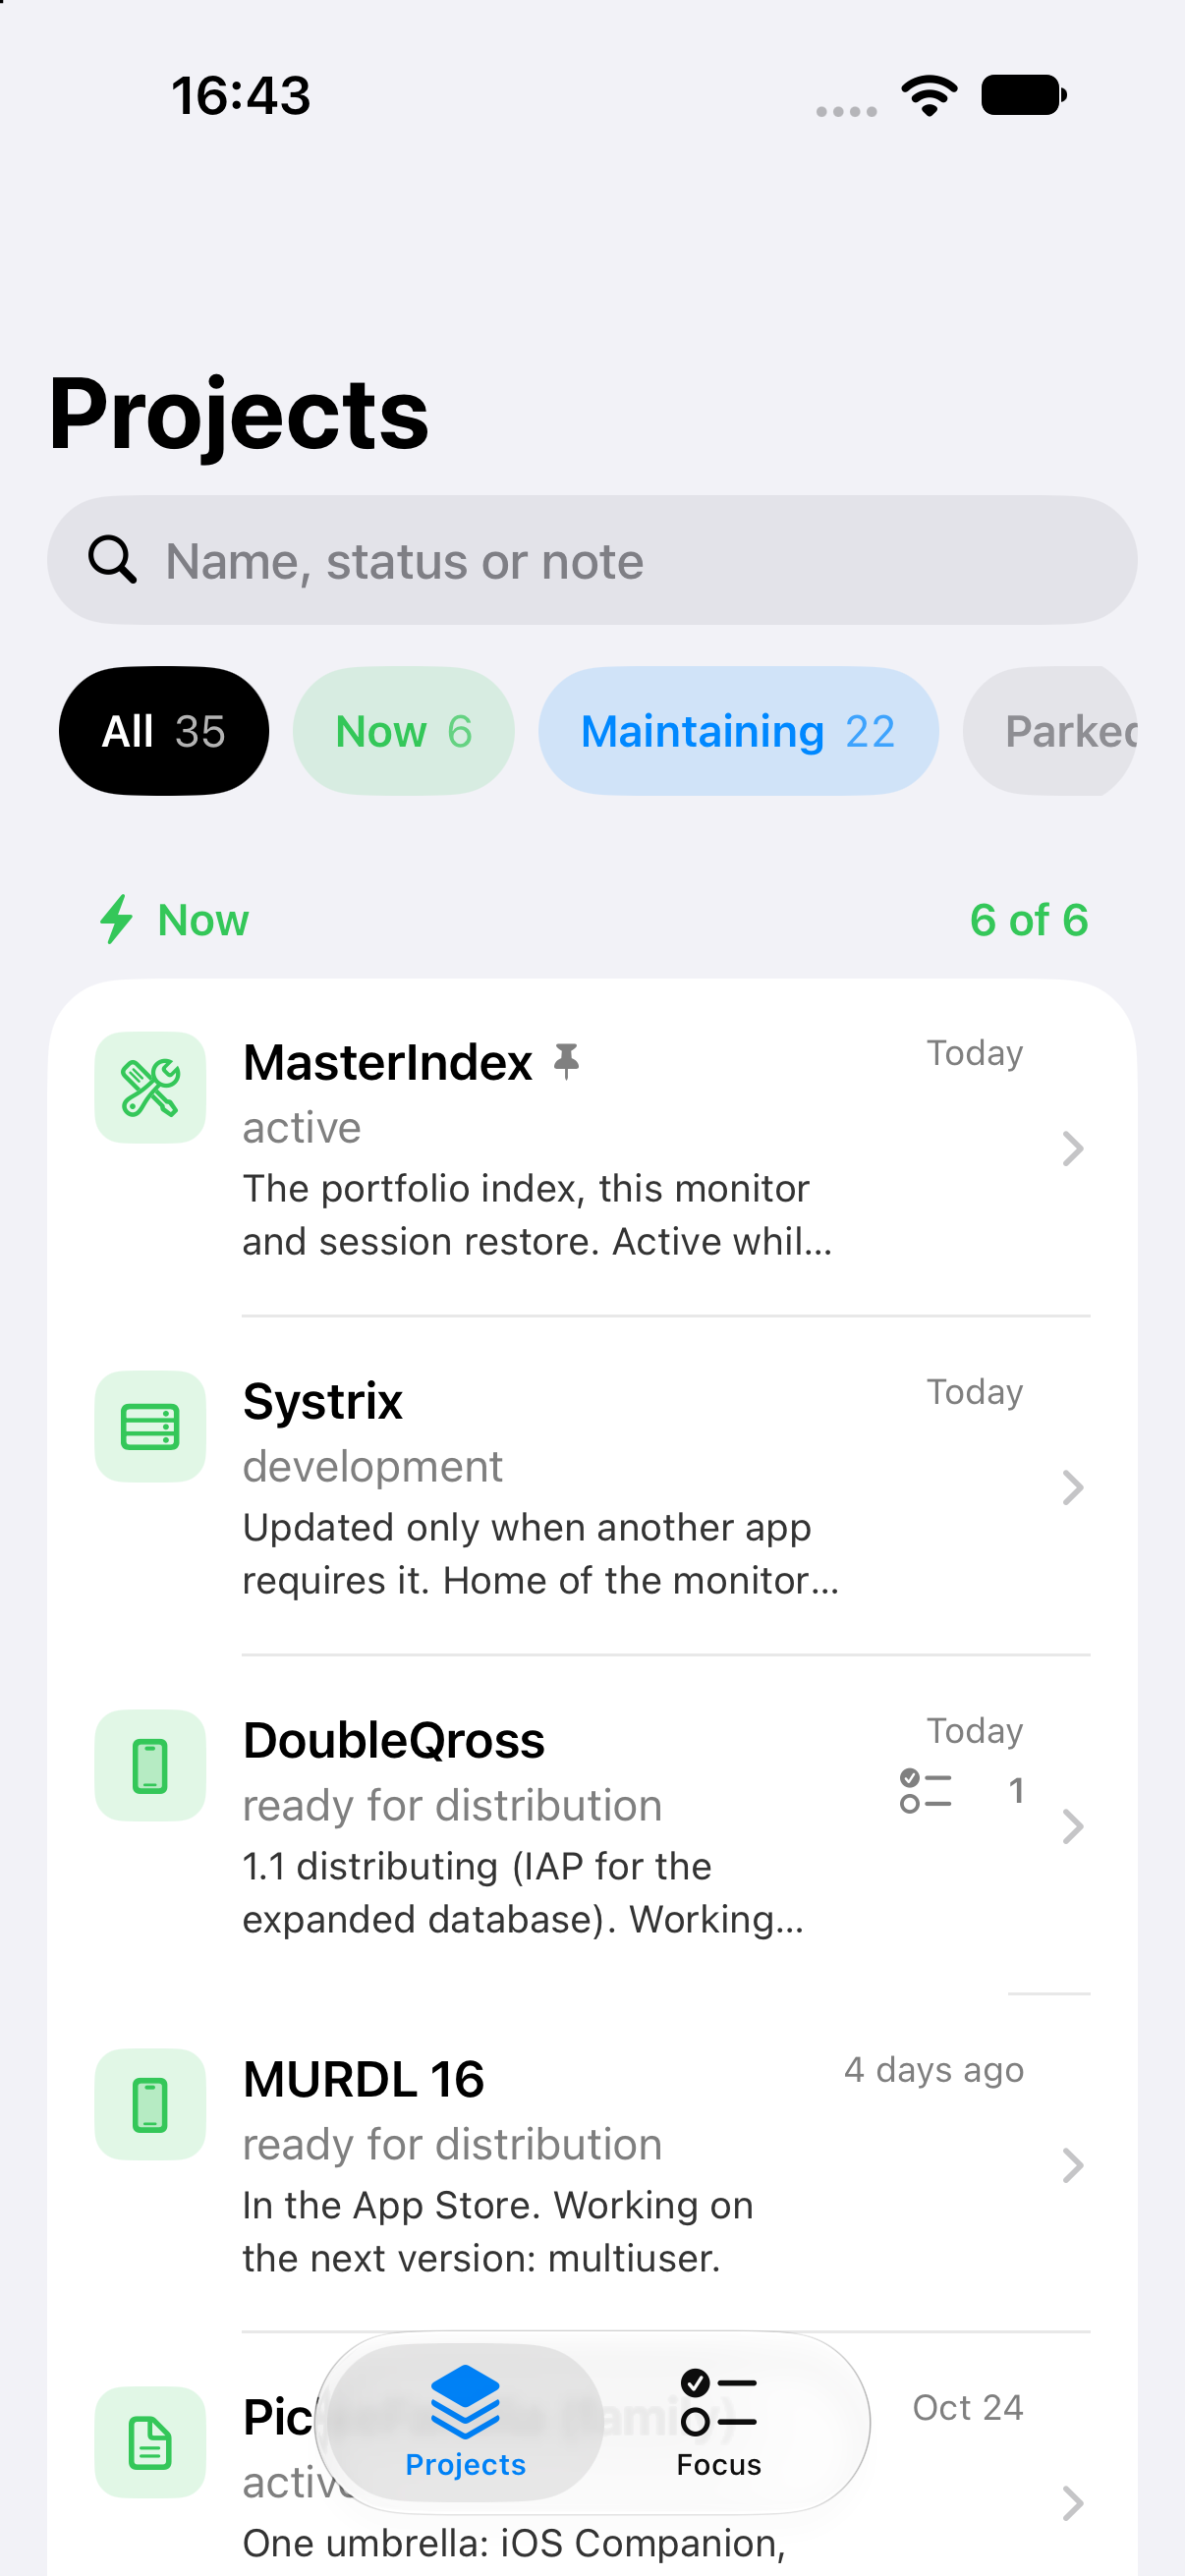 16:43
Projects
Name, status or note
All 35
Now 6
Maintaining 22
Parked
Now
6 of 6
MasterIndex
Today
active
The portfolio index, this monitor
and session restore. Active whil...
Systrix
Today
development
Updated only when another app
requires it. Home of the monitor...
DoubleQross
Today
ready for distribution
1
1.1 distributing (IAP for the
expanded database). Working...
MURDL 16
4 days ago
ready for distribution
In the App Store. Working on
the next version: multiuser.
Oct 24
One umbrella: iOS Companion,
Projects
Focus